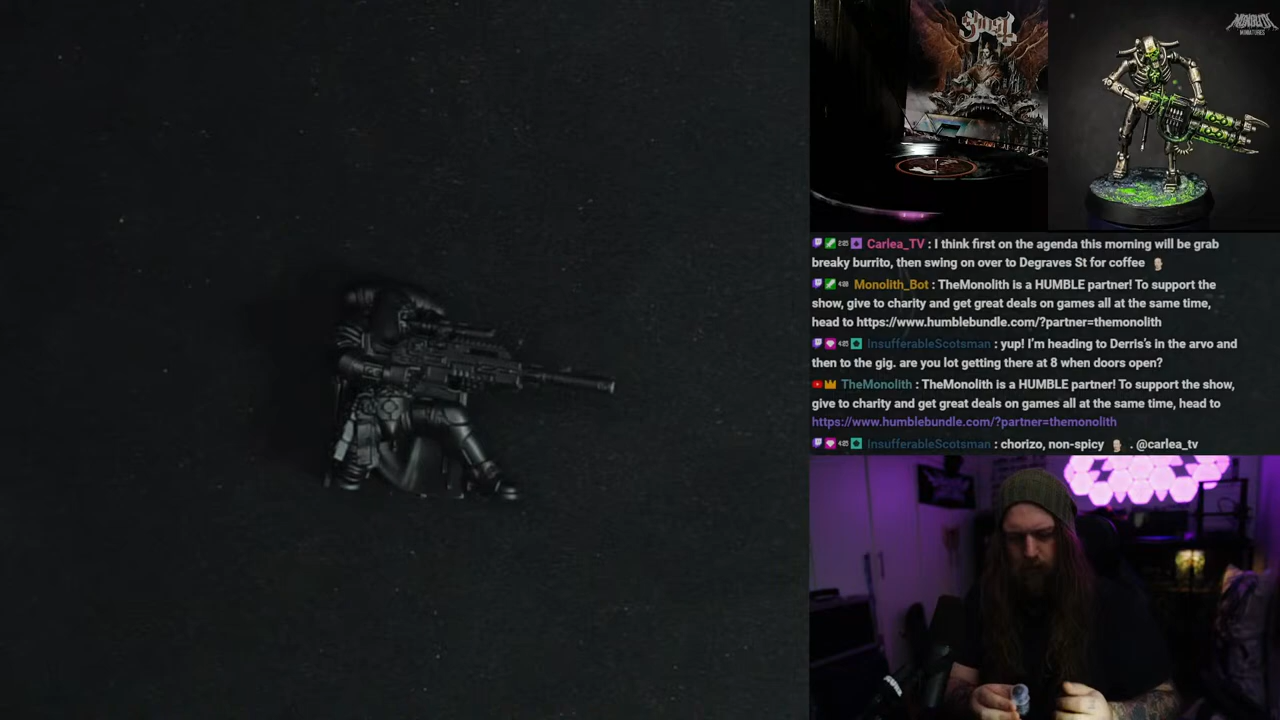 Ghost
MONOLITH
MINIATURES
205 Carlea_TV : I think first on the agenda this morning will be grab
breaky burrito, then swing on over to Degraves St for coffee
Monolith_Bot : TheMonolith is a HUMBLE partner! To support the
show, give to charity and get great deals on games all at the same time,
head to https://www.humblebundle.com/?partner=themonolith
InsufferableScotsman : yup! I'm heading to Derris's in the arvo and
then to the gig. are you lot getting there at 8 when doors open?
TheMonolith : TheMonolith is a HUMBLE partner! To support the show,
give to charity and get great deals on games all at the same time, head to
https://www.humblebundle.com/?partner=themonolith
InsufferableScotsman : chorizo, non-spicy . @carlea_tv